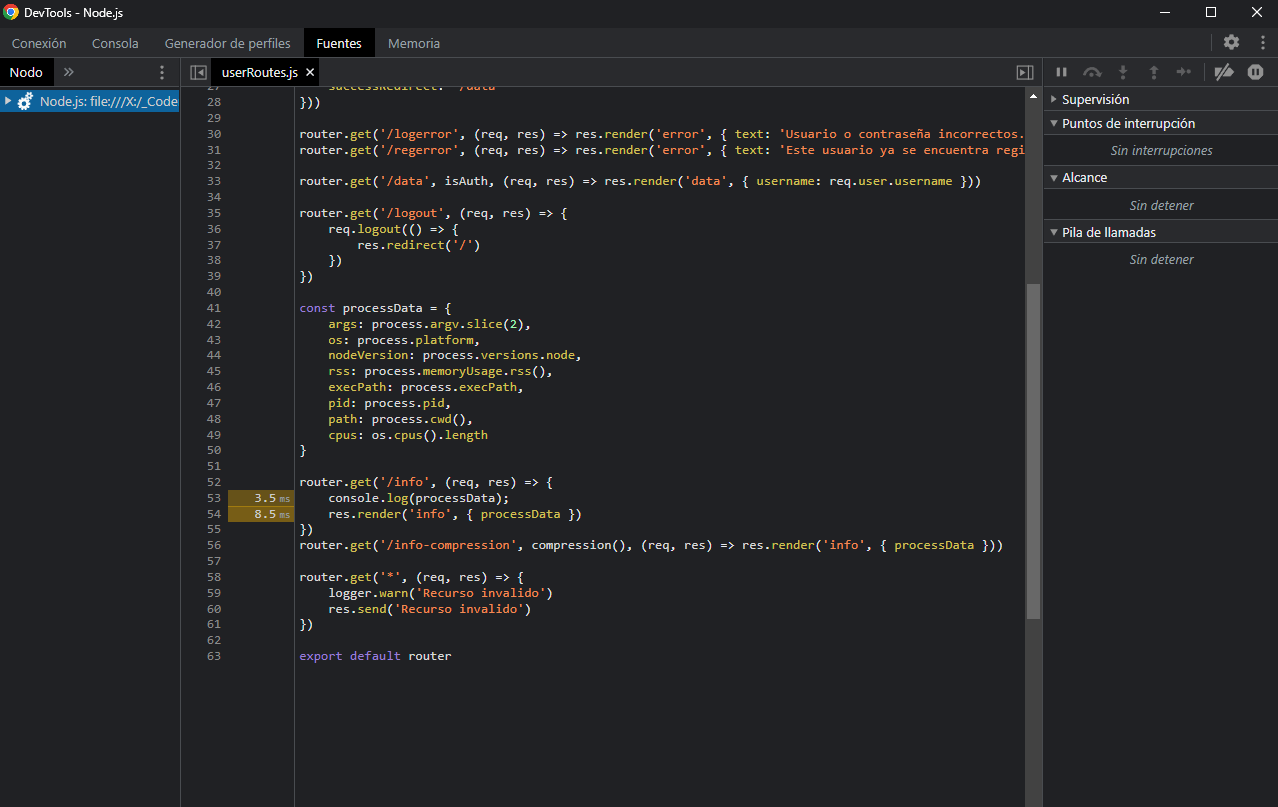 DevTools - Node.js
Conexión Consola Generador de perfiles Fuentes Memoria
Nodo
userRoutes.js
Node.js: file:///X:/_Code
27 successRedirect: '/data'
28 }))
29
30 router.get('/logerror', (req, res) => res.render('error', { text: 'Usuario o contraseña incorrectos.
31 router.get('/regerror', (req, res) => res.render('error', { text: 'Este usuario ya se encuentra regi
32
33 router.get('/data', isAuth, (req, res) => res.render('data', { username: req.user.username }))
34
35 router.get('/logout', (req, res) => {
36 req.logout(() => {
37 res.redirect('/')
38 })
39 })
40
41 const processData = {
42 args: process.argv.slice(2),
43 os: process.platform,
44 nodeVersion: process.versions.node,
45 rss: process.memoryUsage.rss(),
46 execPath: process.execPath,
47 pid: process.pid,
48 path: process.cwd(),
49 cpus: os.cpus().length
50 }
51
52 router.get('/info', (req, res) => {
53 3.5 ms console.log(processData);
54 8.5 ms res.render('info', { processData })
55 })
56 router.get('/info-compression', compression(), (req, res) => res.render('info', { processData }))
57
58 router.get('*', (req, res) => {
59 logger.warn('Recurso invalido')
60 res.send('Recurso invalido')
61 })
62
63 export default router
Supervisión
Puntos de interrupción
Sin interrupciones
Alcance
Sin detener
Pila de llamadas
Sin detener